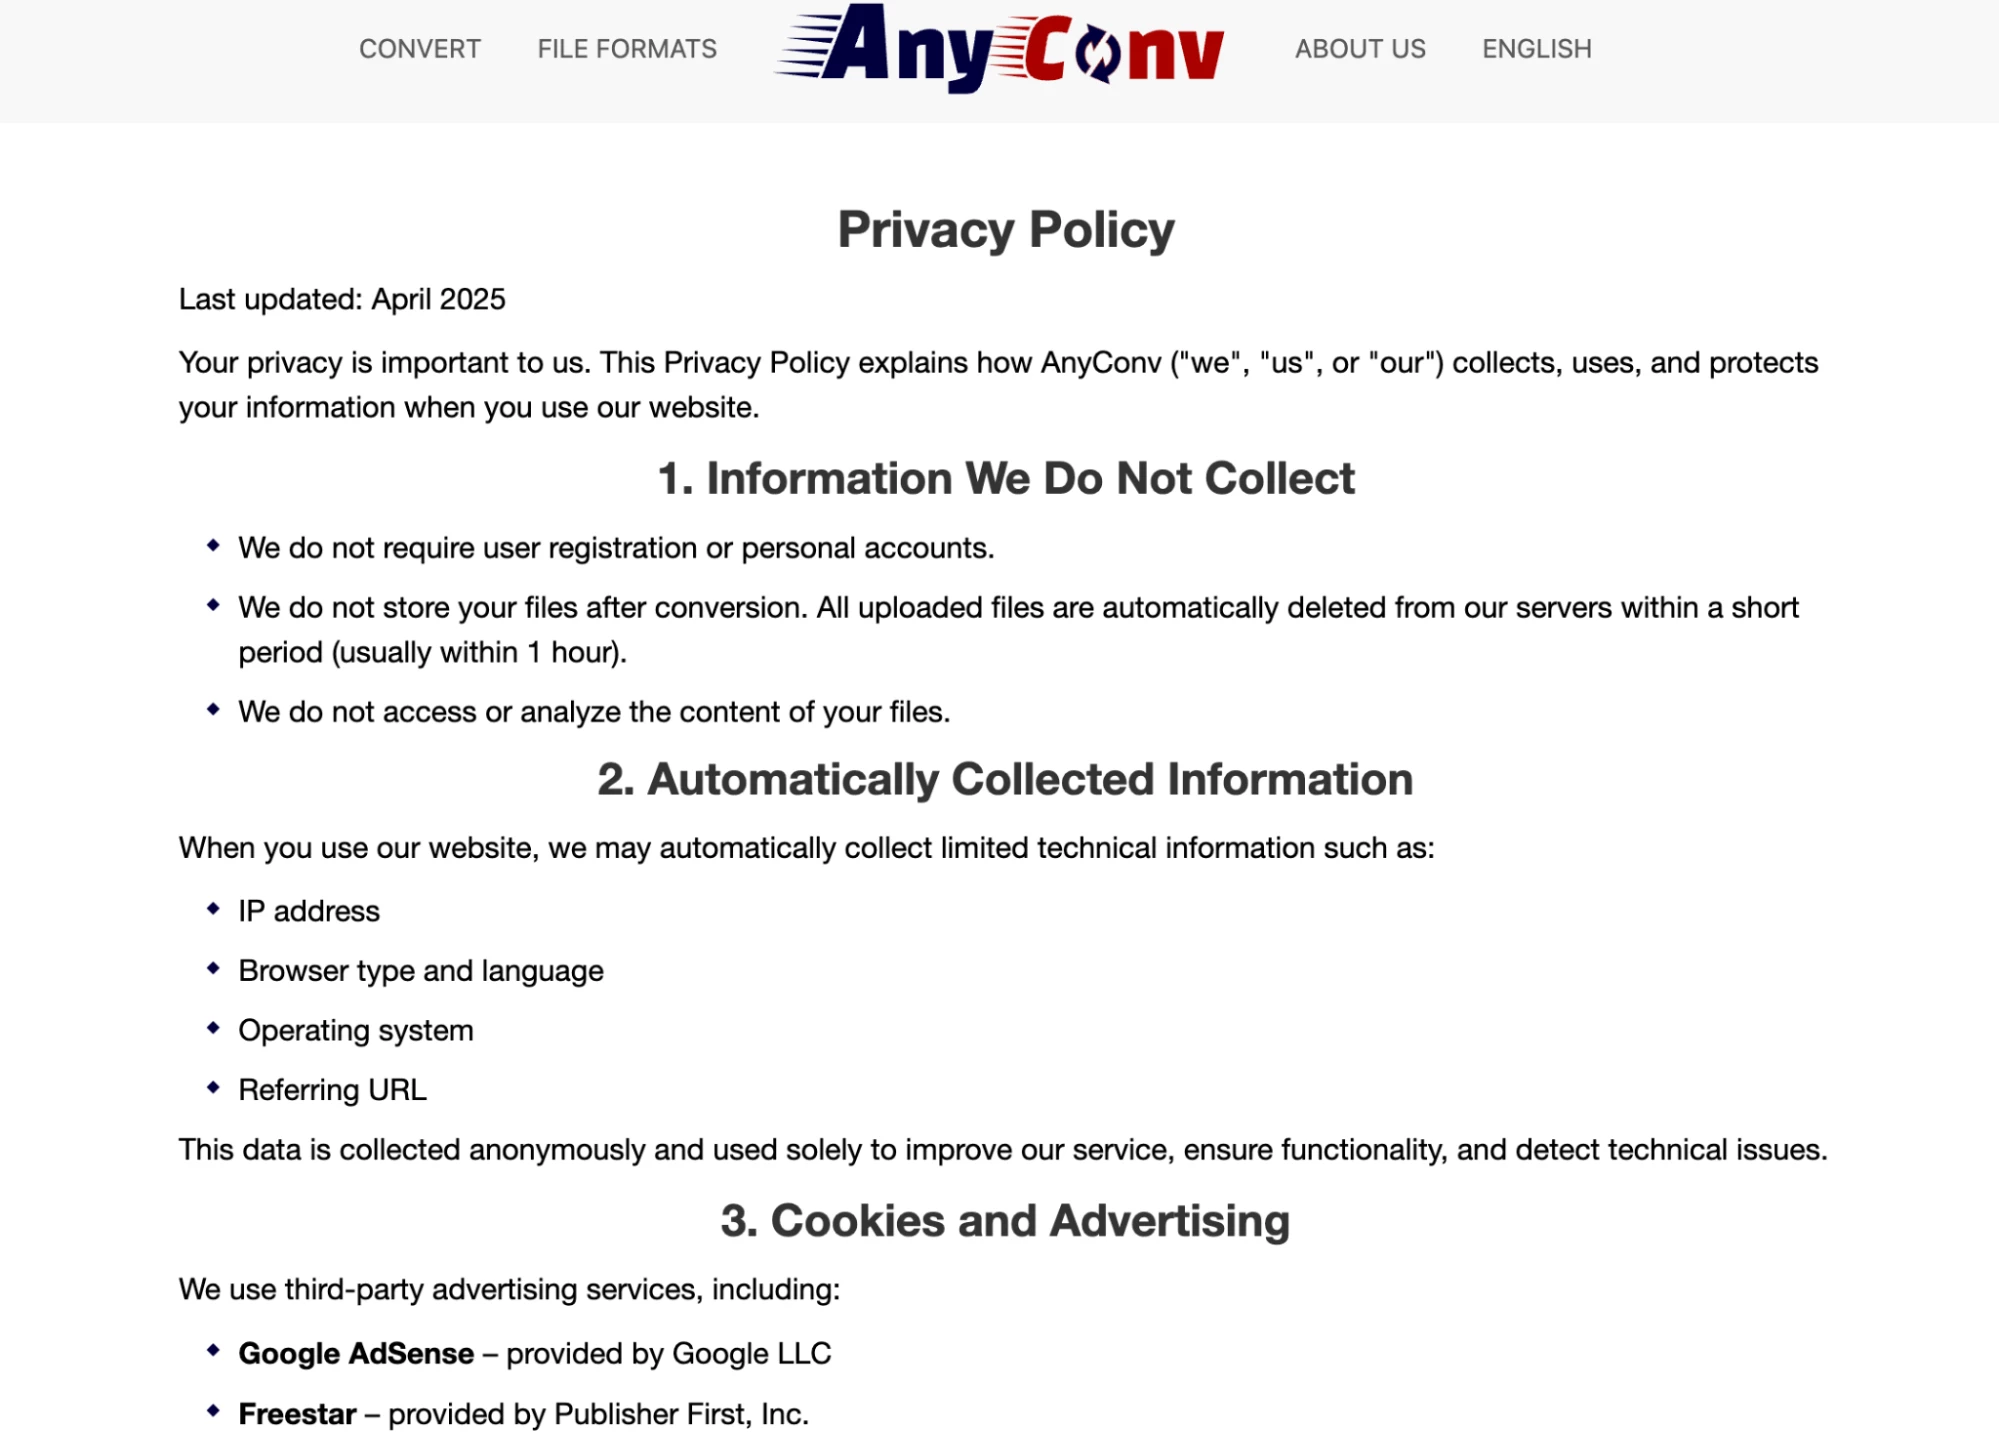 CONVERT FILE FORMATS AnyConv ABOUT US ENGLISH
Privacy Policy
Last updated: April 2025
Your privacy is important to us. This Privacy Policy explains how AnyConv ("we", "us", or "our") collects, uses, and protects
your information when you use our website.
1. Information We Do Not Collect
We do not require user registration or personal accounts.
We do not store your files after conversion. All uploaded files are automatically deleted from our servers within a short
period (usually within 1 hour).
We do not access or analyze the content of your files.
2. Automatically Collected Information
When you use our website, we may automatically collect limited technical information such as:
IP address
Browser type and language
Operating system
Referring URL
This data is collected anonymously and used solely to improve our service, ensure functionality, and detect technical issues.
3. Cookies and Advertising
We use third-party advertising services, including:
Google AdSense – provided by Google LLC
Freestar – provided by Publisher First, Inc.